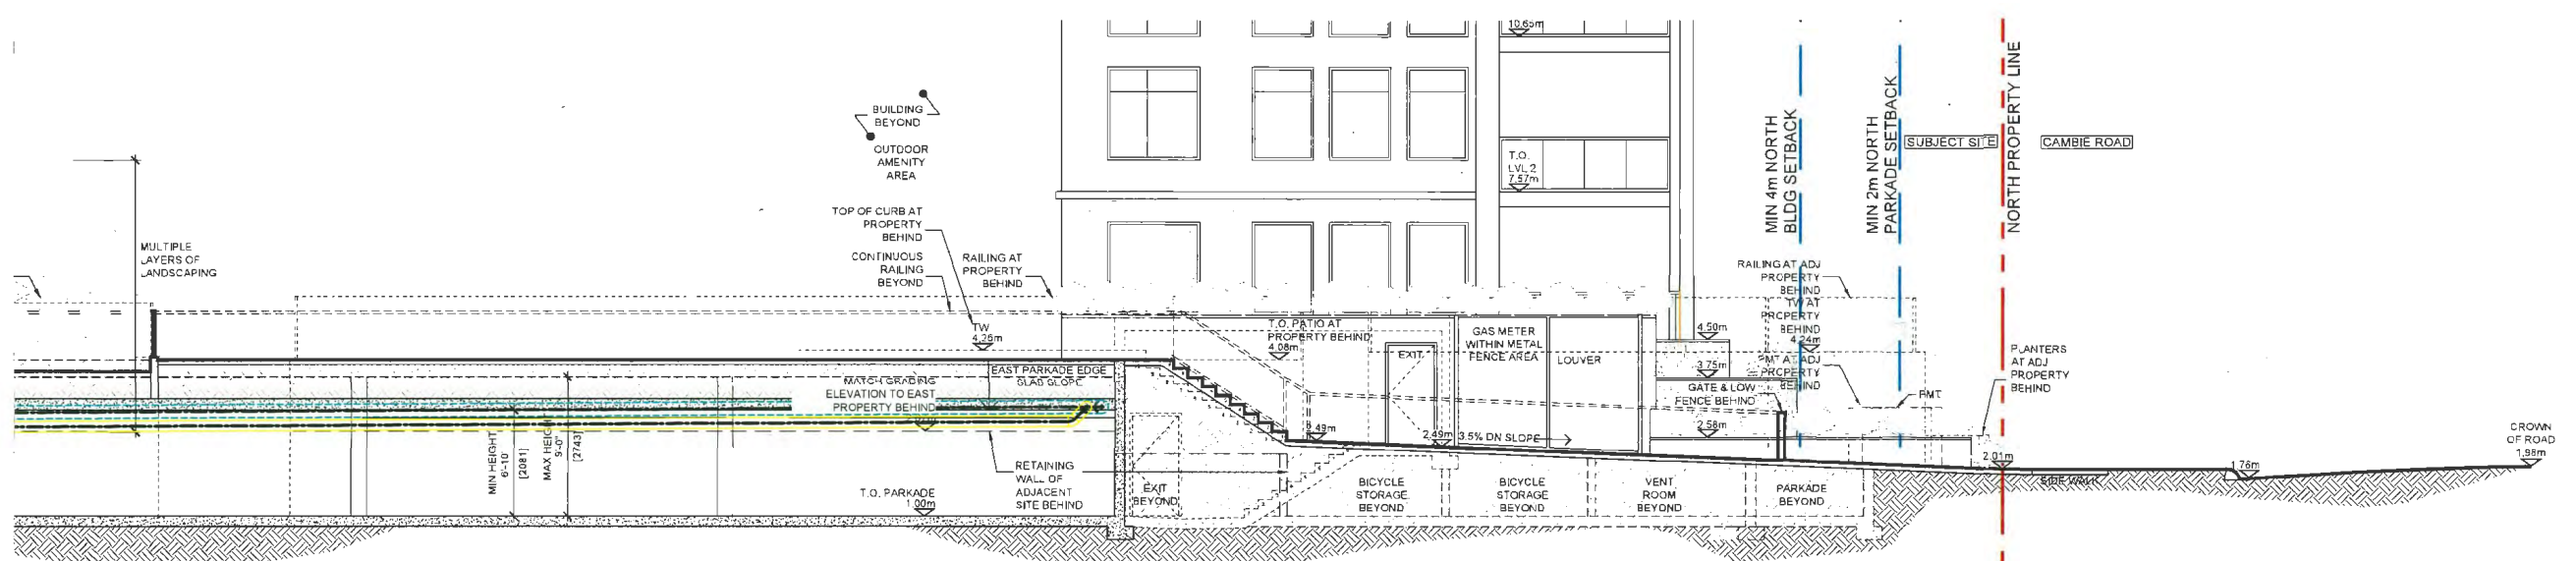 10.65m
BUILDING
BEYOND
OUTDOOR
AMENITY
AREA
T.O.
LVL 2
7.57m
MIN 4m NORTH
BLDG SETBACK
MIN 2m NORTH
PARKADE SETBACK
SUBJECT SITE
NORTH PROPERTY LINE
CAMBIE ROAD
MULTIPLE
LAYERS OF
LANDSCAPING
TOP OF CURB AT
PROPERTY
BEHIND
CONTINUOUS
RAILING
BEYOND
RAILING AT
PROPERTY
BEHIND
RAILING AT ADJ
PROPERTY
BEHIND
TW AT
PROPERTY
BEHIND
4.24m
PMT AT ADJ
PROPERTY
BEHIND
TW
4.26m
T.O. PATIO AT
PROPERTY BEHIND
4.08m
EXIT
GAS METER
WITHIN METAL
FENCE AREA
LOUVER
4.50m
3.75m
GATE & LOW
FENCE BEHIND
2.58m
PMT
PLANTERS
AT ADJ
PROPERTY
BEHIND
EAST PARKADE EDGE
SLAB SLOPE
MATCH GRADING
ELEVATION TO EAST
PROPERTY BEHIND
MIN HEIGHT
6'-10"
[2081]
MAX HEIGHT
9'-0"
[2743]
2.49m
3.5% DN SLOPE
RETAINING
WALL OF
ADJACENT
SITE BEHIND
T.O. PARKADE
1.00m
EXIT
BEYOND
BICYCLE
STORAGE
BEYOND
BICYCLE
STORAGE
BEYOND
VENT
ROOM
BEYOND
PARKADE
BEYOND
2.01m
SIDE WALK
1.76m
CROWN
OF ROAD
1.98m